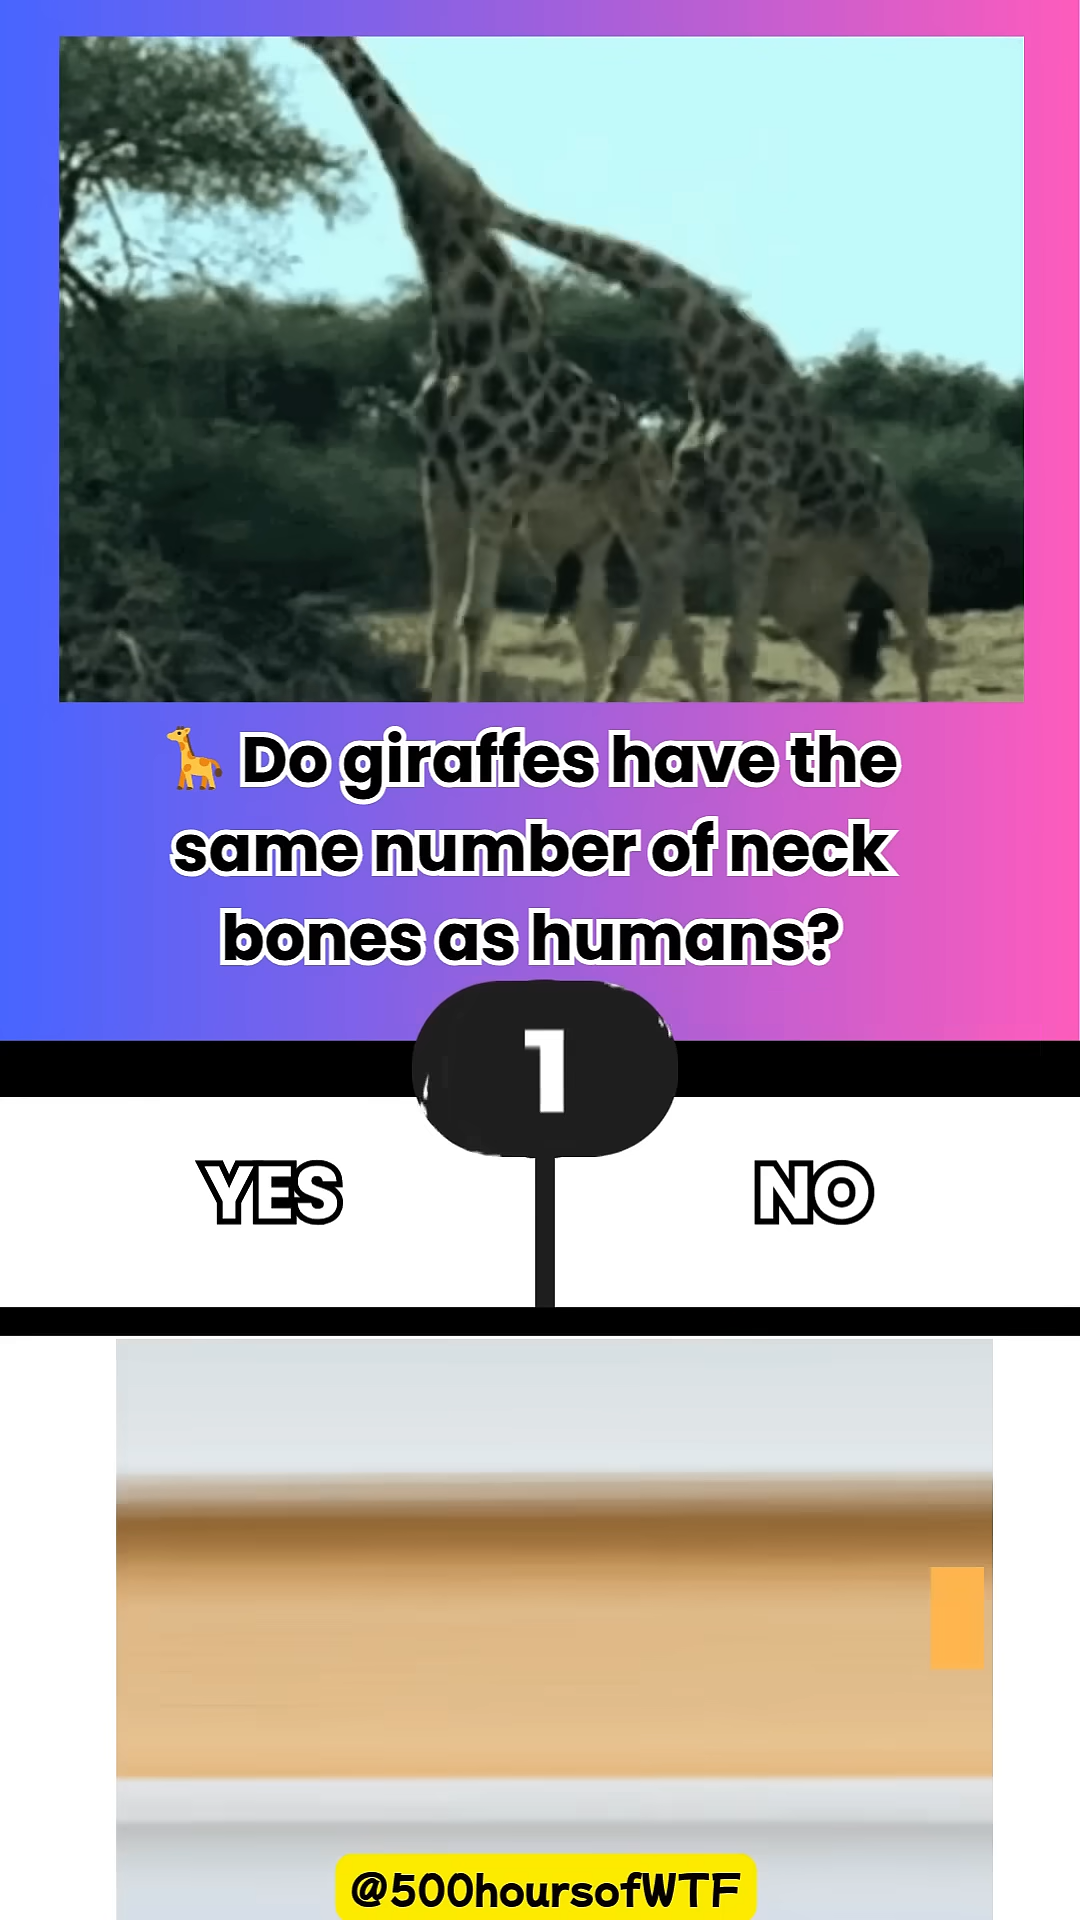 🦒 Do giraffes have the
same number of neck
bones as humans?
1
YES
NO
@500hoursofWTF